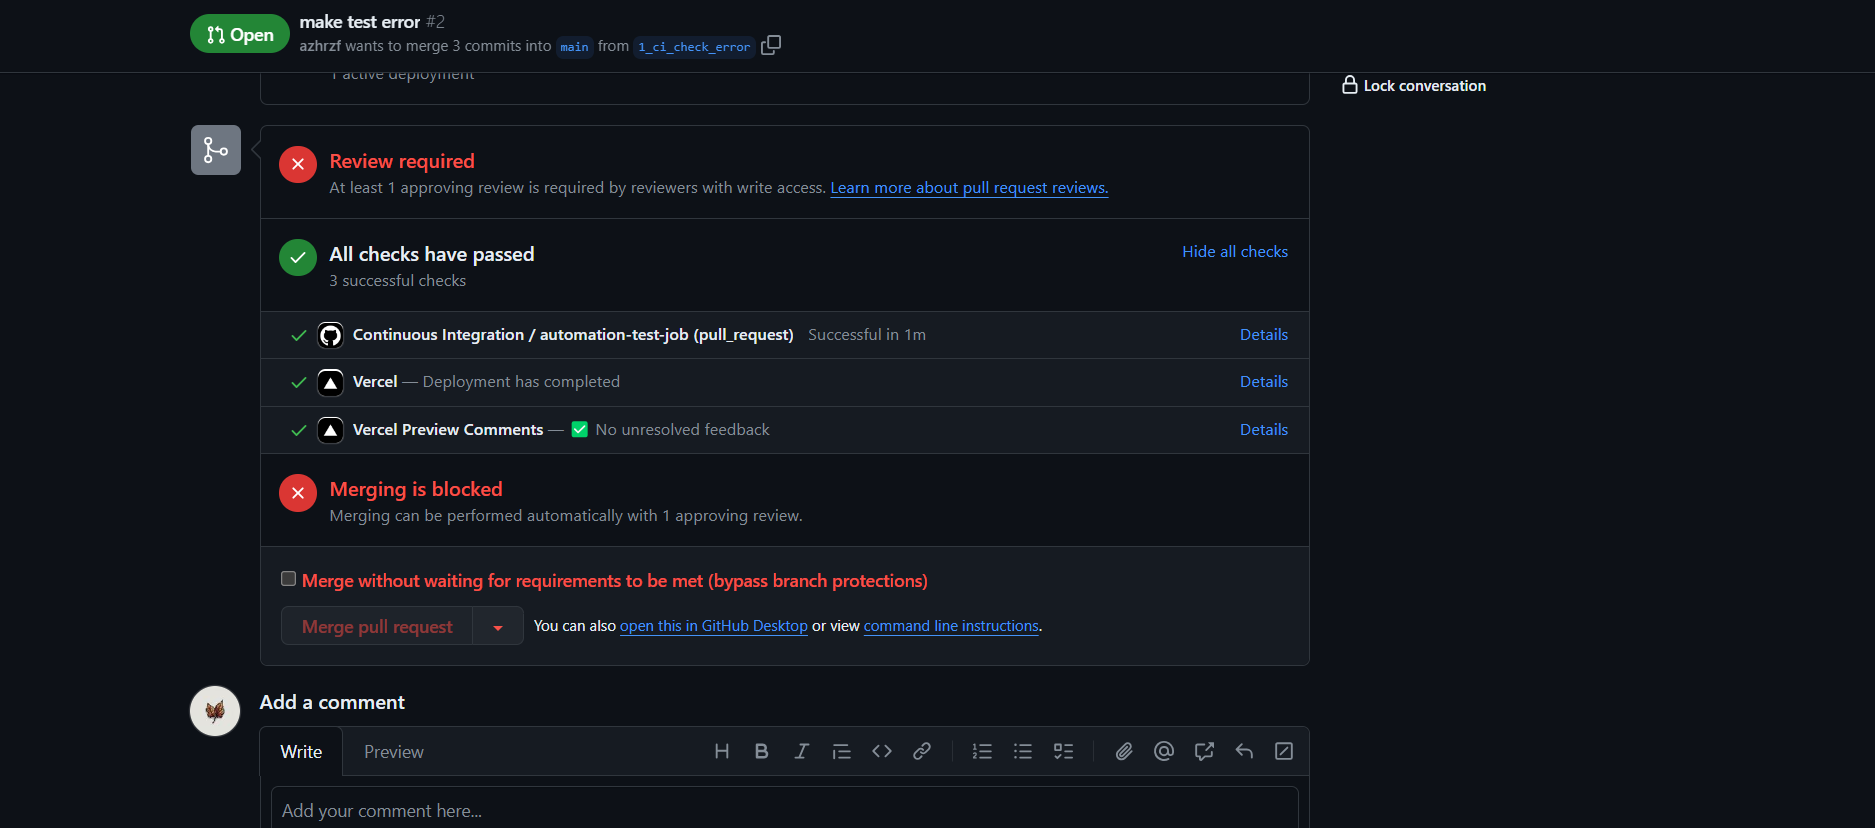 Open
make test error #2
azhrzf wants to merge 3 commits into main from 1_ci_check_error
1 active deployment
Lock conversation
Review required
At least 1 approving review is required by reviewers with write access. Learn more about pull request reviews.
All checks have passed
Hide all checks
3 successful checks
Continuous Integration / automation-test-job (pull_request) Successful in 1m Details
Vercel — Deployment has completed Details
Vercel Preview Comments — ✅ No unresolved feedback Details
Merging is blocked
Merging can be performed automatically with 1 approving review.
Merge without waiting for requirements to be met (bypass branch protections)
Merge pull request You can also open this in GitHub Desktop or view command line instructions.
Add a comment
Write Preview
Add your comment here...